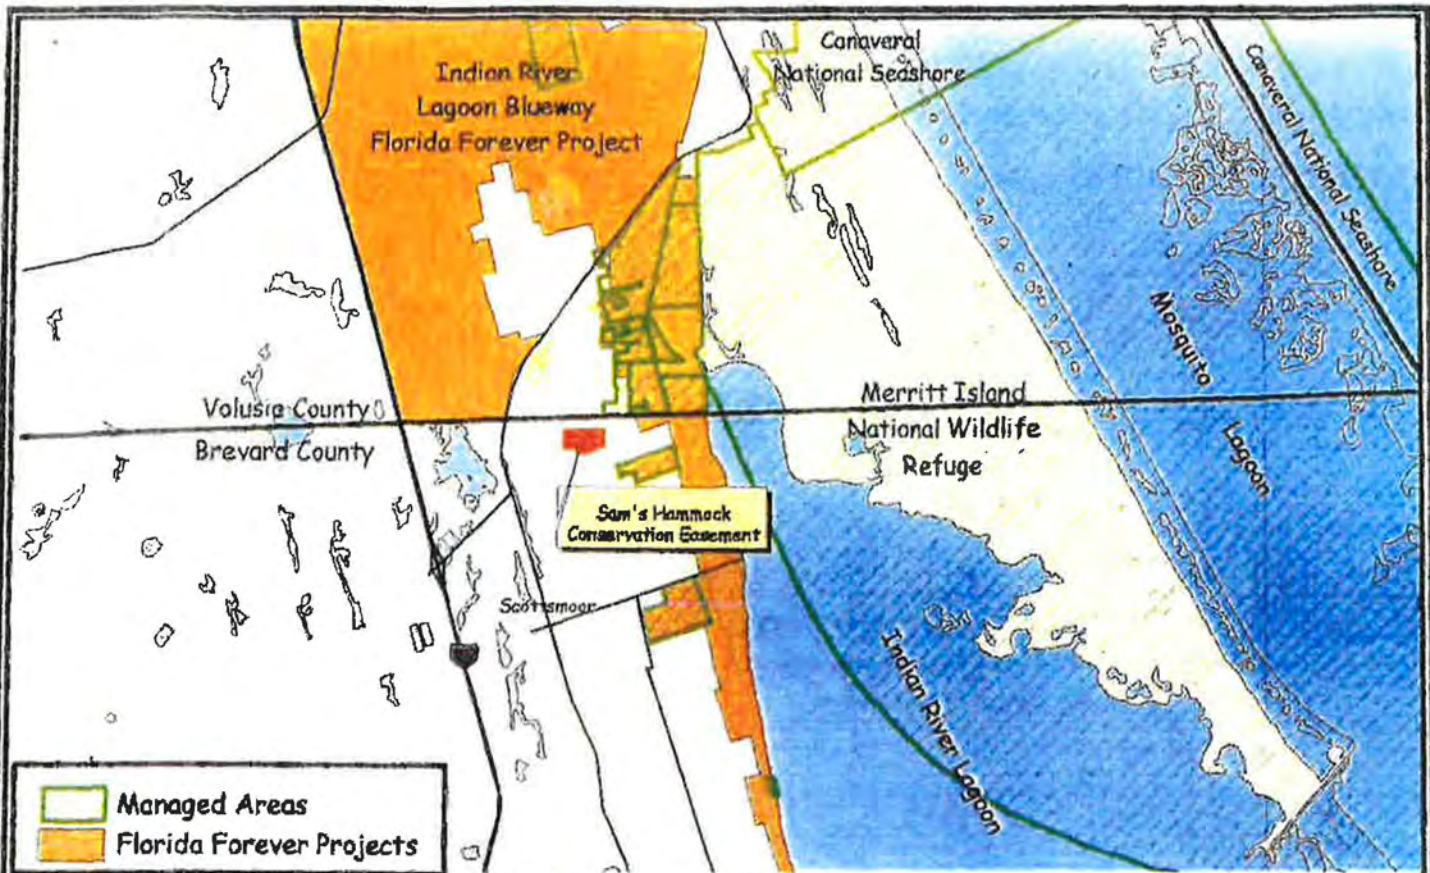 Canaveral
National Seashore
Indian River
Lagoon Blueway
Florida Forever Project
Canaveral National Seashore
Mosquito
Lagoon
Volusia County
Brevard County
Merritt Island
National Wildlife
Refuge
Sam's Hammock
Conservation Easement
Scottsmoor
Indian River Lagoon
Managed Areas
Florida Forever Projects